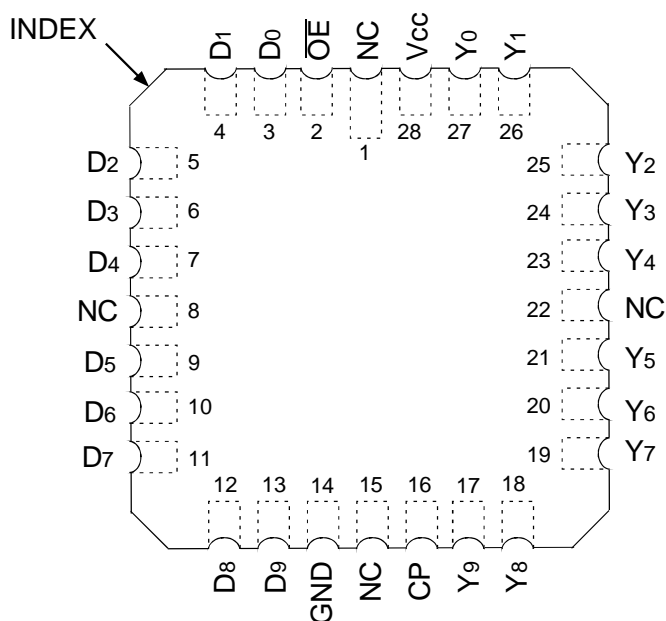 INDEX
D1 D0 O̅E̅ NC Vcc Y0 Y1
4 3 2 1 28 27 26
D2 5 25 Y2
D3 6 24 Y3
D4 7 23 Y4
NC 8 22 NC
D5 9 21 Y5
D6 10 20 Y6
D7 11 19 Y7
12 13 14 15 16 17 18
D8 D9 GND NC CP Y9 Y8